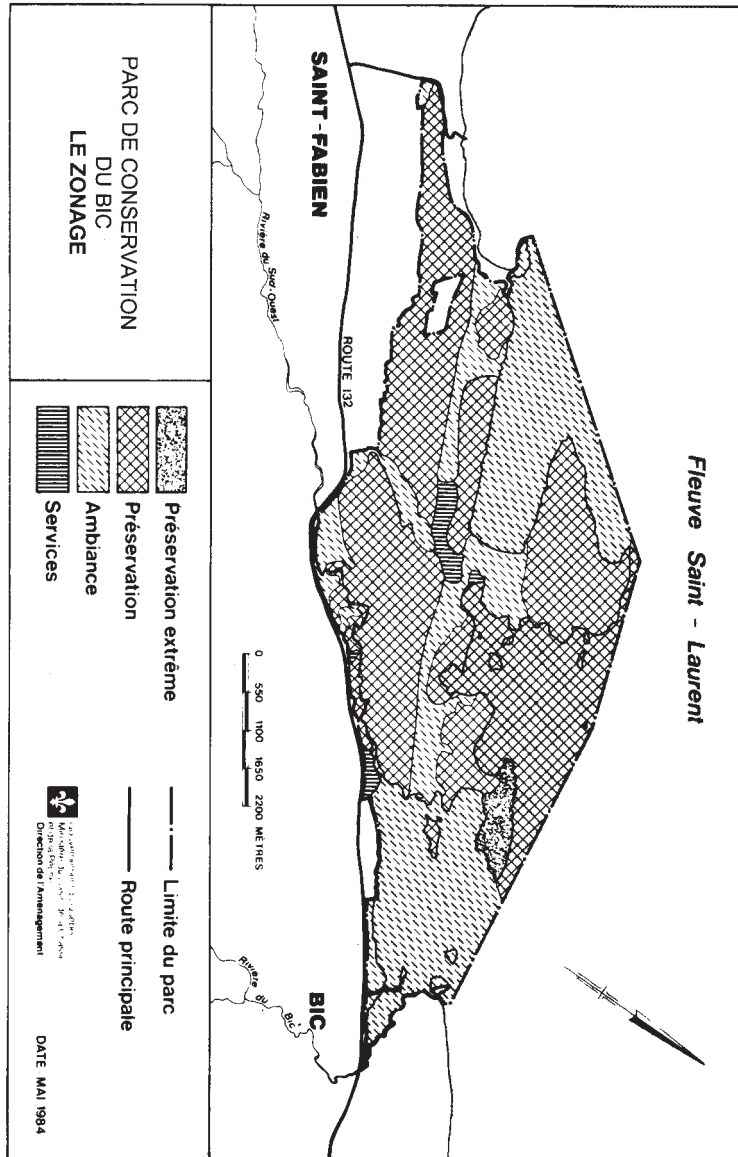 Fleuve Saint - Laurent
SAINT-FABIEN
ROUTE 132
Rivière du Sud-Ouest
BIC
Rivière du Bic
0 550 1100 1650 2200 MÈTRES
PARC DE CONSERVATION
DU BIC
LE ZONAGE
Préservation extrême
Préservation
Ambiance
Services
Limite du parc
Route principale
Direction de l'Aménagement
DATE MAI 1984